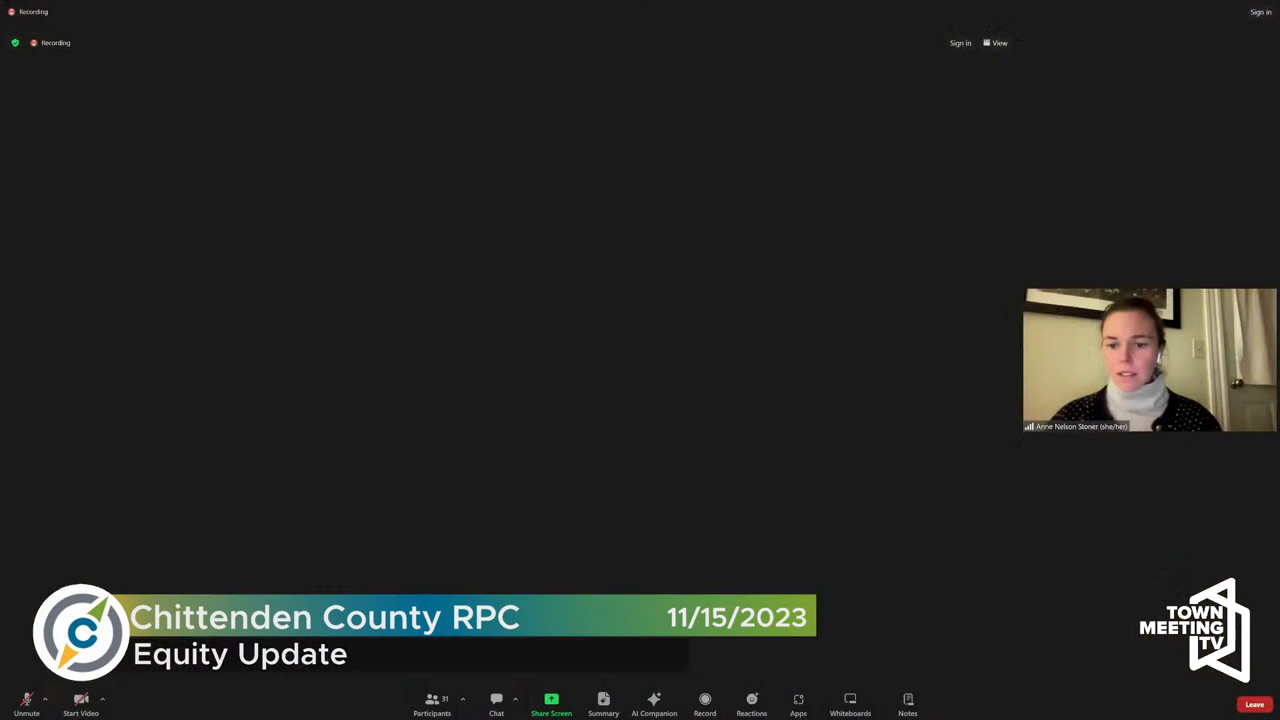 Recording
Sign in
Recording
Sign in
View
Anne Nelson Stoner (she/her)
Chittenden County RPC
11/15/2023
Equity Update
C
TOWN
MEETING
TV
31
Unmute
Start Video
Participants
Chat
Share Screen
Summary
AI Companion
Record
Reactions
Apps
Whiteboards
Notes
Leave